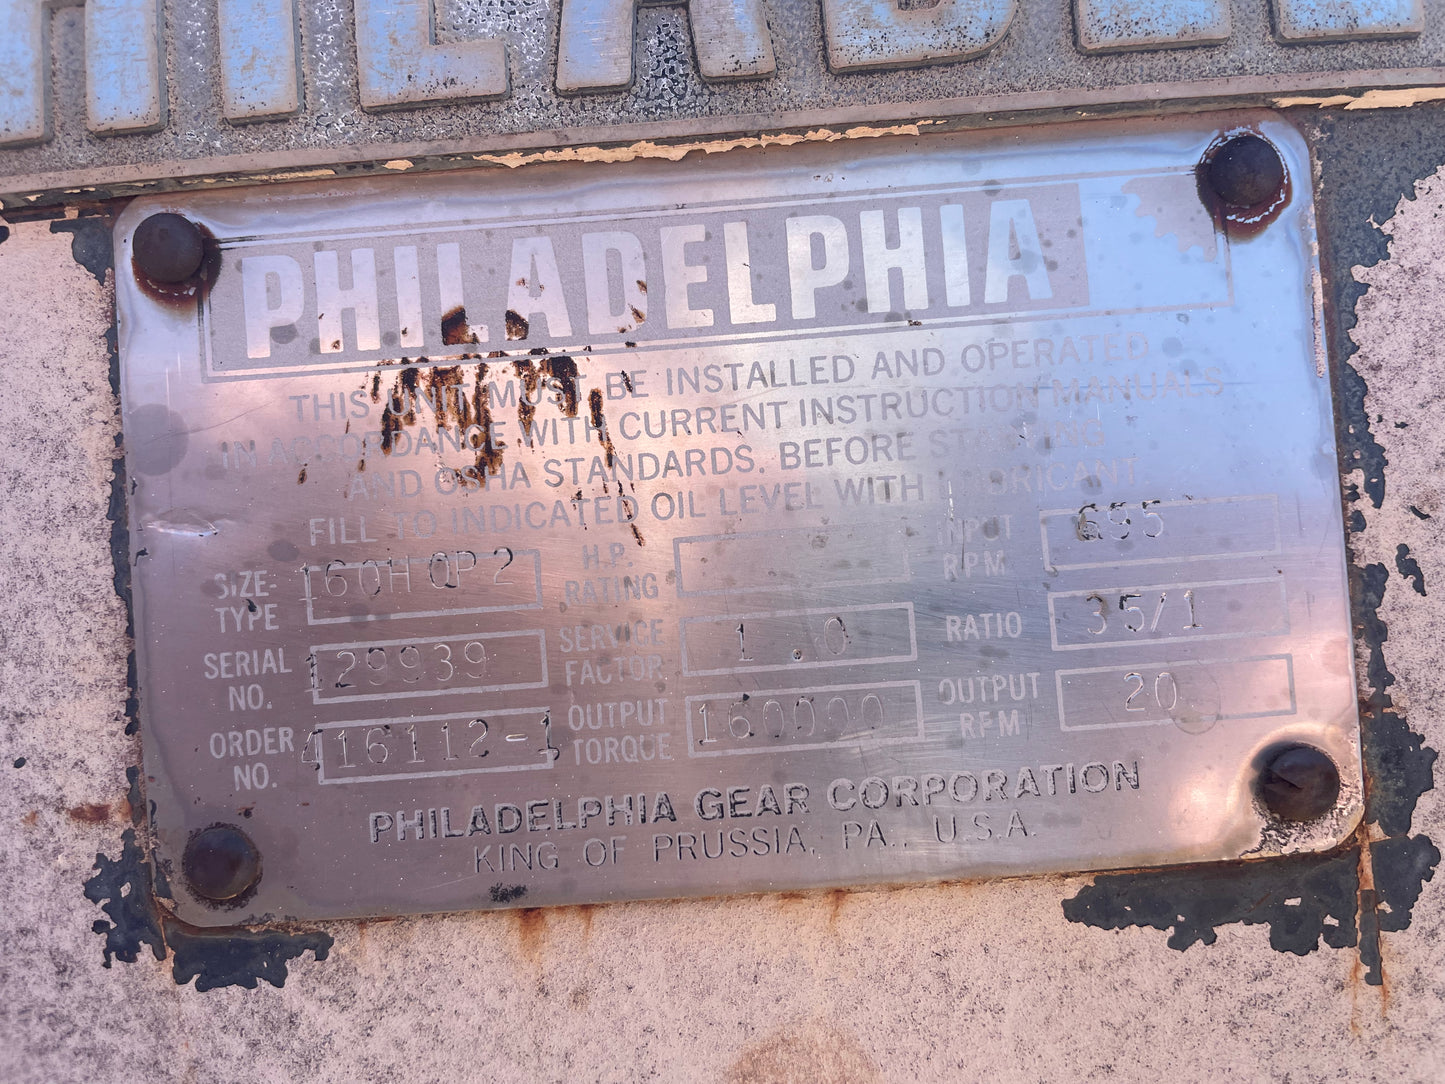 PHILADELPHIA
THIS UNIT MUST BE INSTALLED AND OPERATED
IN ACCORDANCE WITH CURRENT INSTRUCTION MANUALS
AND OSHA STANDARDS. BEFORE STARTING
FILL TO INDICATED OIL LEVEL WITH LUBRICANT.
SIZE-TYPE 160HQP2 H.P. RATING INPUT RPM 695
SERIAL NO. 129939 SERVICE FACTOR 1.0 RATIO 35/1
ORDER NO. 416112-1 OUTPUT TORQUE 160000 OUTPUT RPM 20
PHILADELPHIA GEAR CORPORATION
KING OF PRUSSIA, PA., U.S.A.